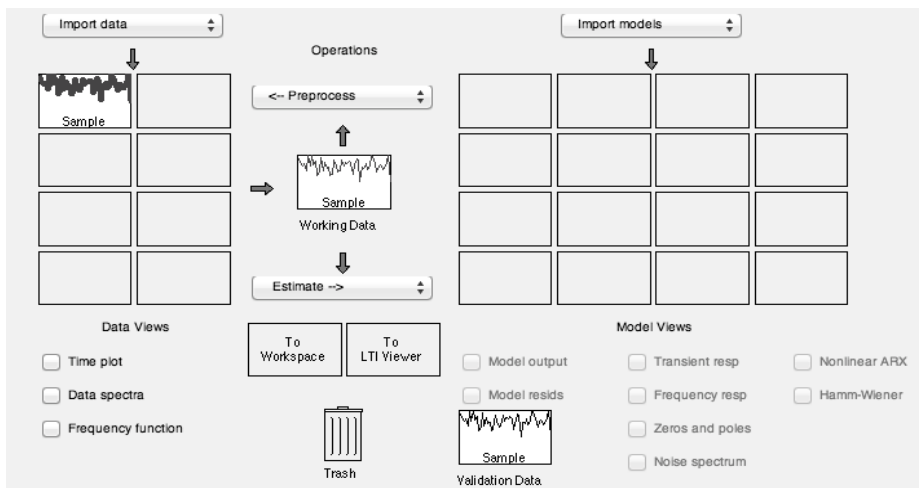 Import data
Import models
Operations
<-- Preprocess
Sample
Sample
Working Data
Estimate -->
Data Views
Model Views
To
Workspace
To
LTI Viewer
Time plot
Data spectra
Frequency function
Model output
Transient resp
Nonlinear ARX
Model resids
Frequency resp
Hamm-Wiener
Zeros and poles
Noise spectrum
Trash
Sample
Validation Data